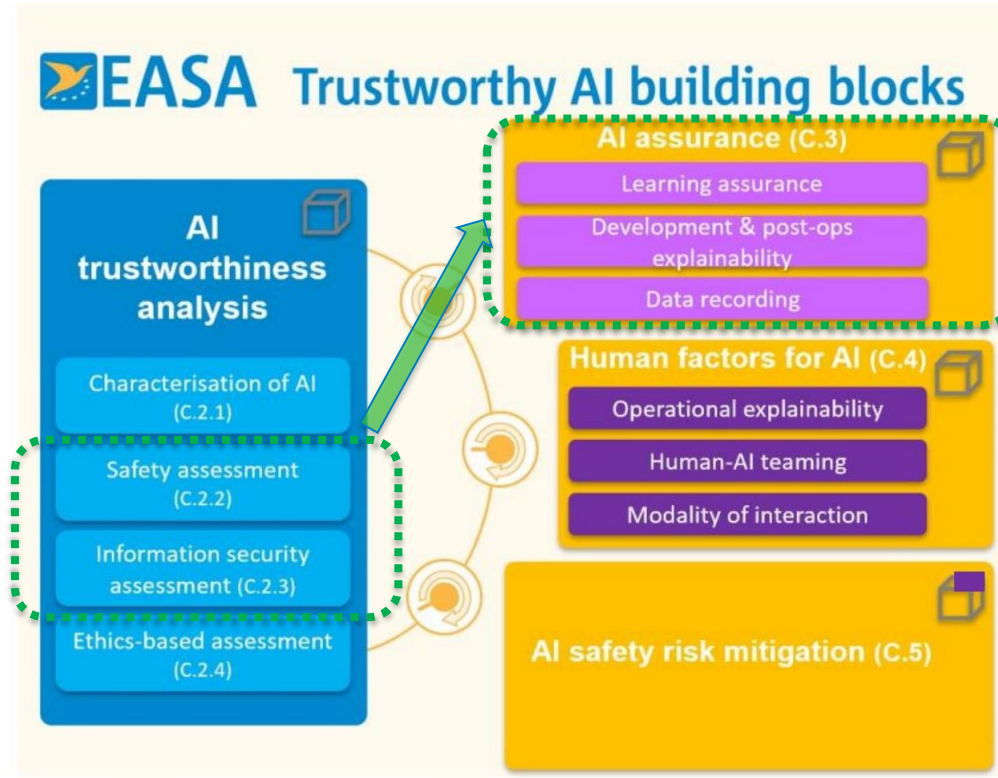 EASA Trustworthy AI building blocks
AI
trustworthiness
analysis
Characterisation of AI
(C.2.1)
Safety assessment
(C.2.2)
Information security
assessment (C.2.3)
Ethics-based assessment
(C.2.4)
AI assurance (C.3)
Learning assurance
Development & post-ops
explainability
Data recording
Human factors for AI (C.4)
Operational explainability
Human-AI teaming
Modality of interaction
AI safety risk mitigation (C.5)